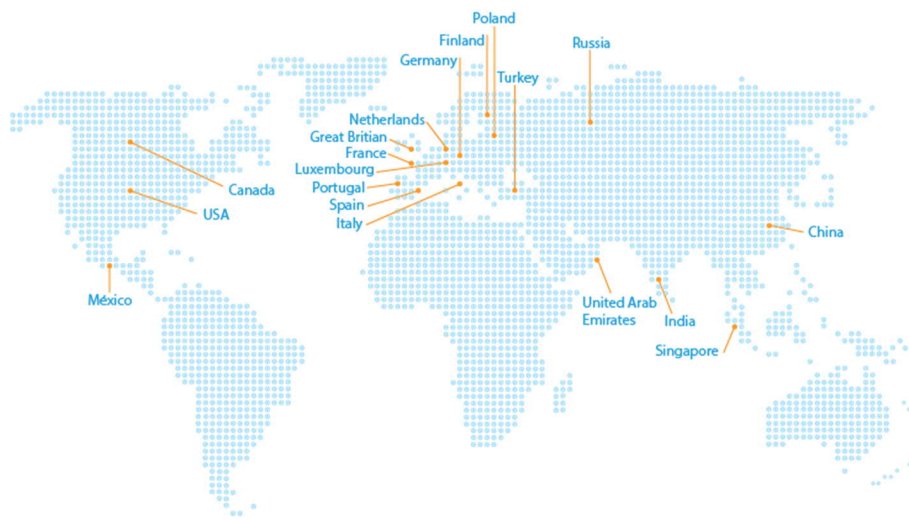 Poland
Finland
Russia
Germany
Turkey
Netherlands
Great Britian
France
Luxembourg
Canada
Portugal
Spain
USA
Italy
China
México
United Arab
Emirates
India
Singapore